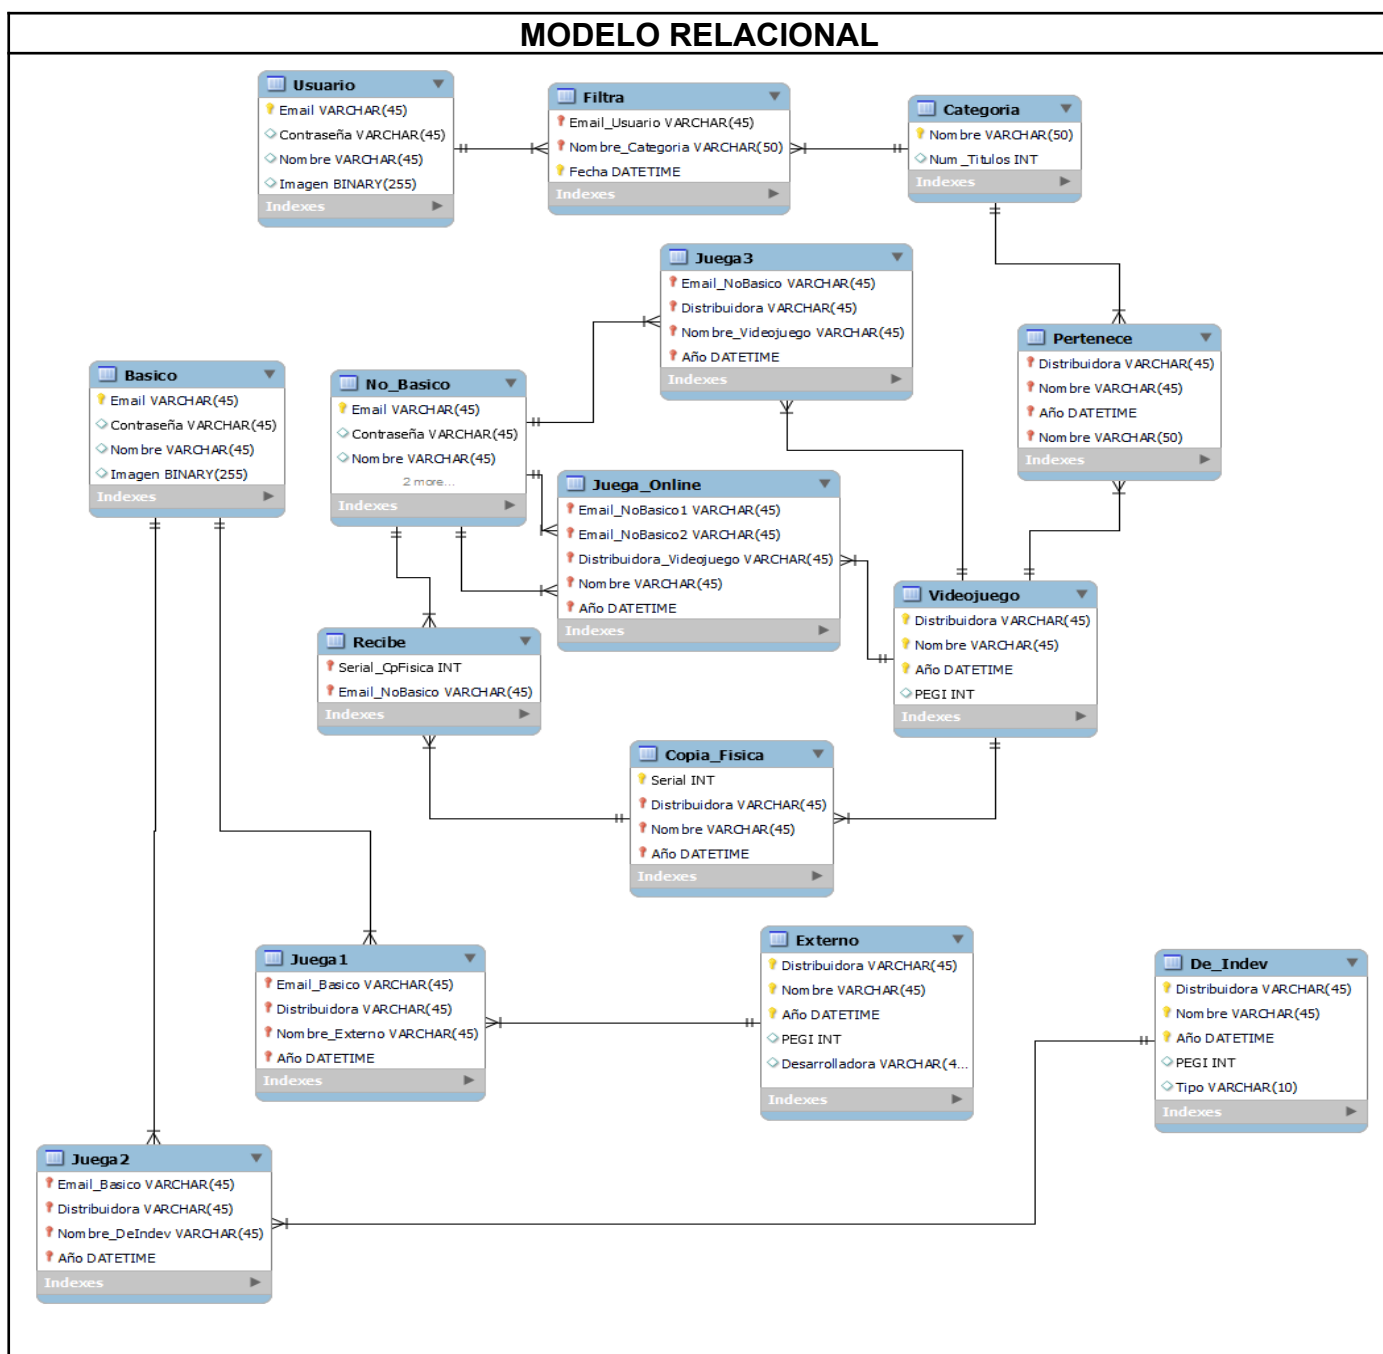 MODELO RELACIONAL
Usuario
Email VARCHAR(45)
Contraseña VARCHAR(45)
Nombre VARCHAR(45)
Imagen BINARY(255)
Indexes
Filtra
Email_Usuario VARCHAR(45)
Nombre_Categoria VARCHAR(50)
Fecha DATETIME
Indexes
Categoria
Nombre VARCHAR(50)
Num_Titulos INT
Indexes
Juega3
Email_NoBasico VARCHAR(45)
Distribuidora VARCHAR(45)
Nombre_Videojuego VARCHAR(45)
Año DATETIME
Indexes
Pertenece
Distribuidora VARCHAR(45)
Nombre VARCHAR(45)
Año DATETIME
Nombre VARCHAR(50)
Indexes
Basico
Email VARCHAR(45)
Contraseña VARCHAR(45)
Nombre VARCHAR(45)
Imagen BINARY(255)
Indexes
No_Basico
Email VARCHAR(45)
Contraseña VARCHAR(45)
Nombre VARCHAR(45)
2 more...
Indexes
Juega_Online
Email_NoBasico1 VARCHAR(45)
Email_NoBasico2 VARCHAR(45)
Distribuidora_Videojuego VARCHAR(45)
Nombre VARCHAR(45)
Año DATETIME
Indexes
Videojuego
Distribuidora VARCHAR(45)
Nombre VARCHAR(45)
Año DATETIME
PEGI INT
Indexes
Recibe
Serial_CpFisica INT
Email_NoBasico VARCHAR(45)
Indexes
Copia_Fisica
Serial INT
Distribuidora VARCHAR(45)
Nombre VARCHAR(45)
Año DATETIME
Indexes
Juega1
Email_Basico VARCHAR(45)
Distribuidora VARCHAR(45)
Nombre_Externo VARCHAR(45)
Año DATETIME
Indexes
Externo
Distribuidora VARCHAR(45)
Nombre VARCHAR(45)
Año DATETIME
PEGI INT
Desarrolladora VARCHAR(4...
Indexes
De_Indev
Distribuidora VARCHAR(45)
Nombre VARCHAR(45)
Año DATETIME
PEGI INT
Tipo VARCHAR(10)
Indexes
Juega2
Email_Basico VARCHAR(45)
Distribuidora VARCHAR(45)
Nombre_DeIndev VARCHAR(45)
Año DATETIME
Indexes